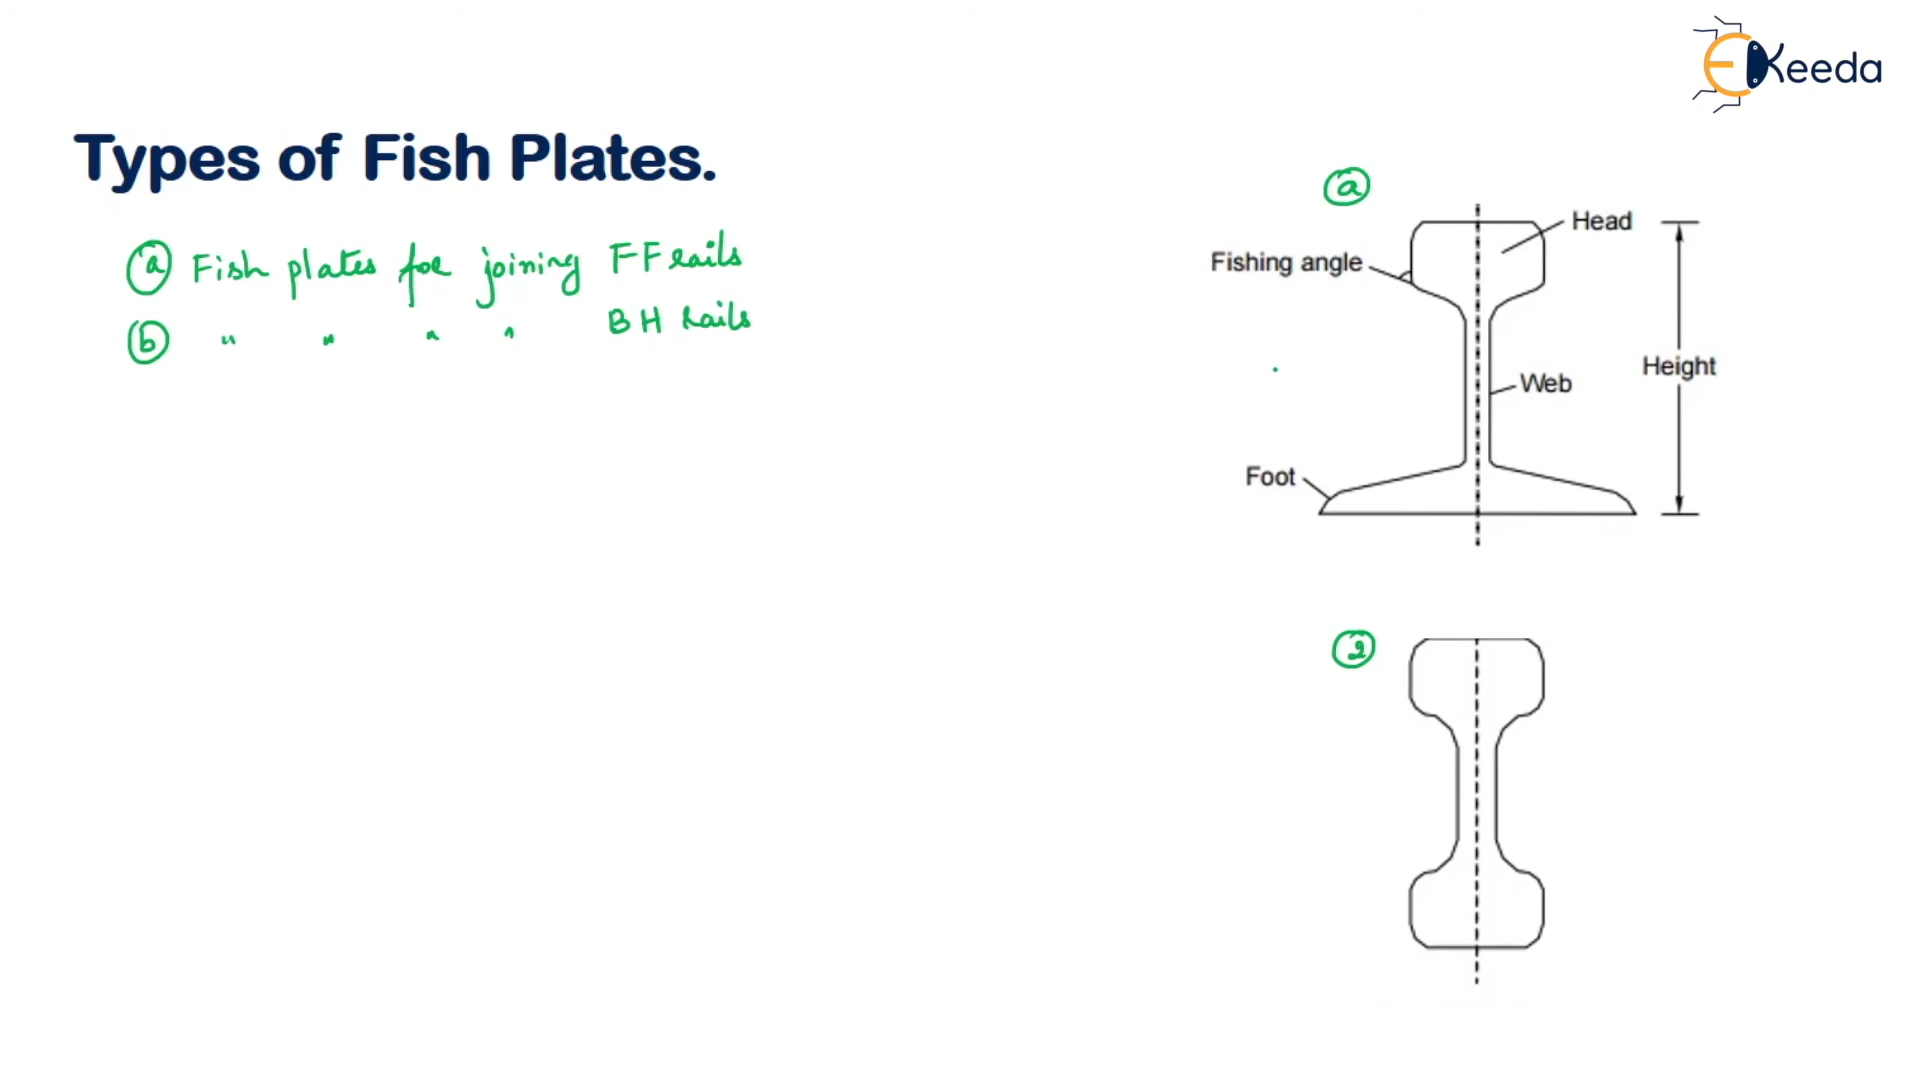 EKeeda
Types of Fish Plates.
(a) Fish plates for joining FF rails
(b) " " " " BH rails
(a)
Head
Fishing angle
Height
Web
Foot
(2)